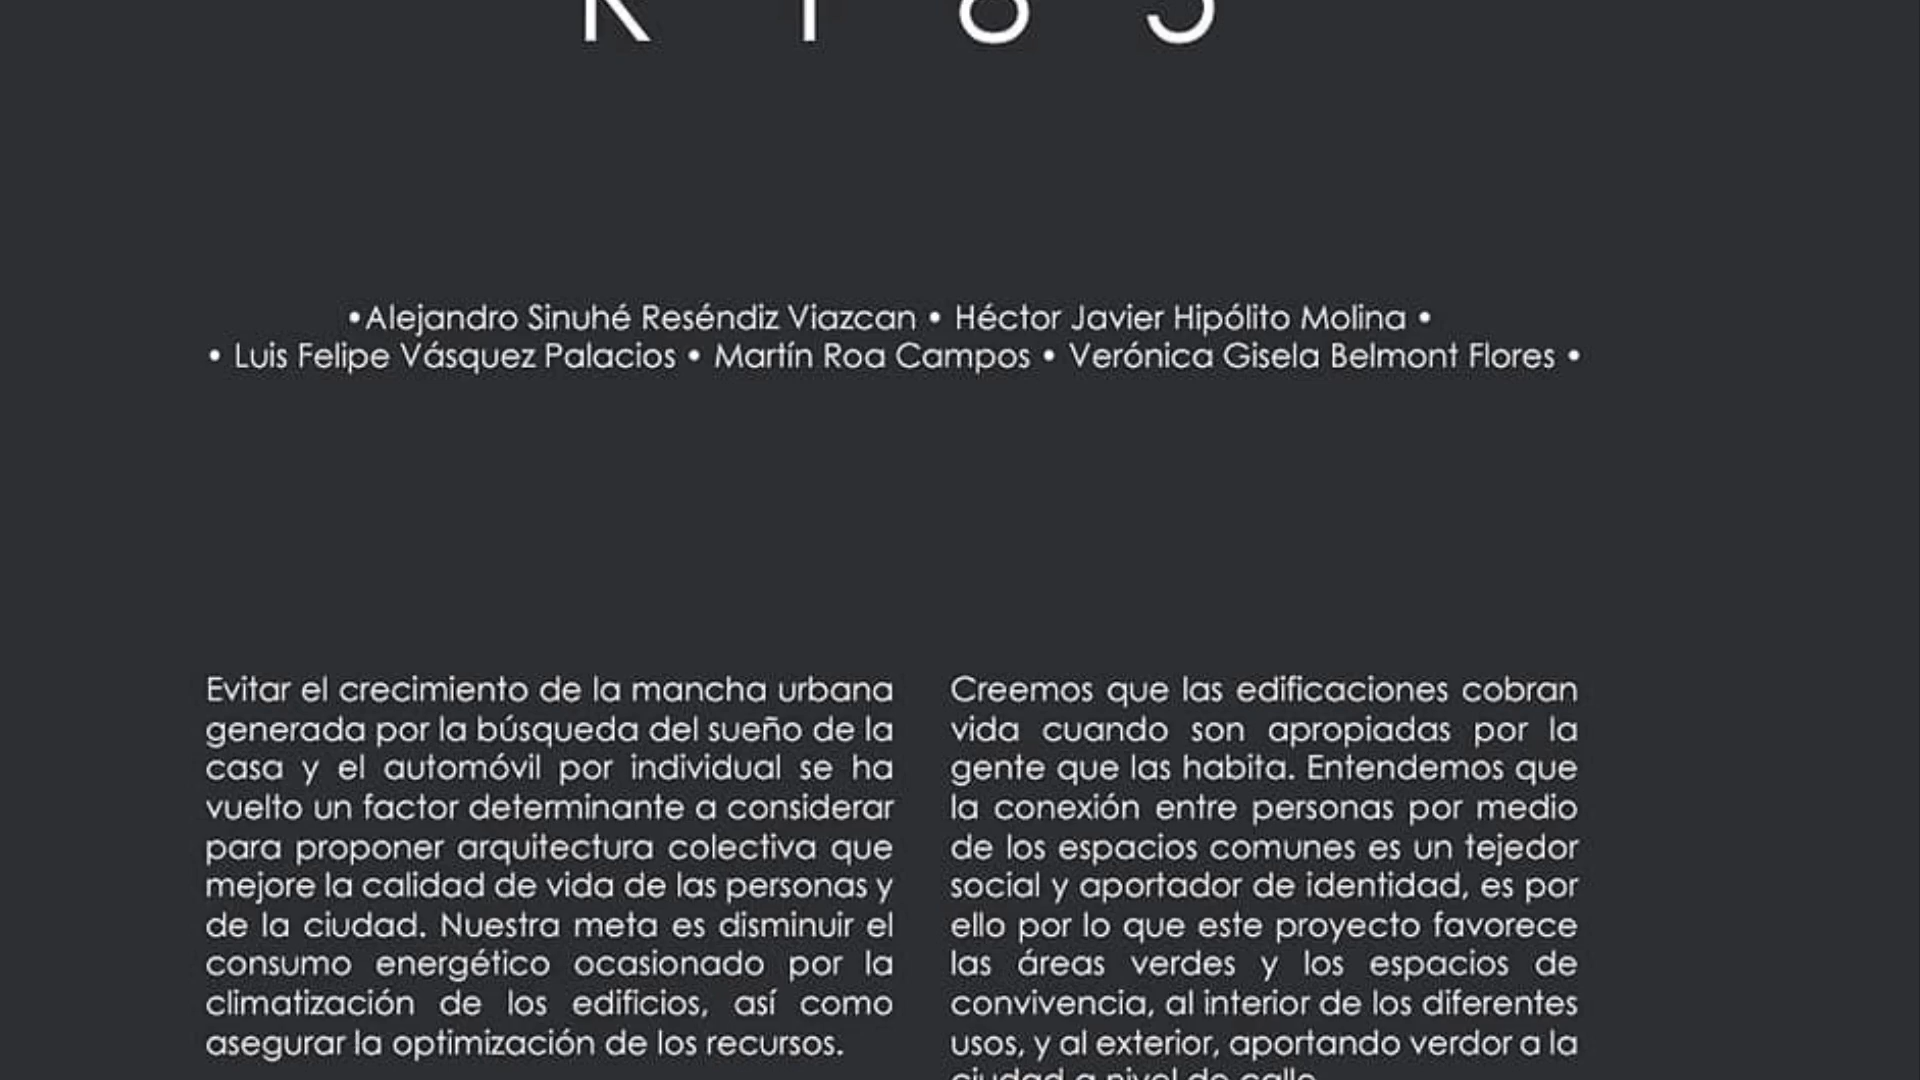 •Alejandro Sinuhé Reséndiz Viazcan • Héctor Javier Hipólito Molina •
• Luis Felipe Vásquez Palacios • Martín Roa Campos • Verónica Gisela Belmont Flores •
Evitar el crecimiento de la mancha urbana
generada por la búsqueda del sueño de la
casa y el automóvil por individual se ha
vuelto un factor determinante a considerar
para proponer arquitectura colectiva que
mejore la calidad de vida de las personas y
de la ciudad. Nuestra meta es disminuir el
consumo energético ocasionado por la
climatización de los edificios, así como
asegurar la optimización de los recursos.
Creemos que las edificaciones cobran
vida cuando son apropiadas por la
gente que las habita. Entendemos que
la conexión entre personas por medio
de los espacios comunes es un tejedor
social y aportador de identidad, es por
ello por lo que este proyecto favorece
las áreas verdes y los espacios de
convivencia, al interior de los diferentes
usos, y al exterior, aportando verdor a la
ciudad a nivel de calle.